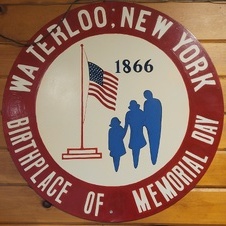 WATERLOO; NEW YORK
1866
BIRTHPLACE OF . MEMORIAL DAY